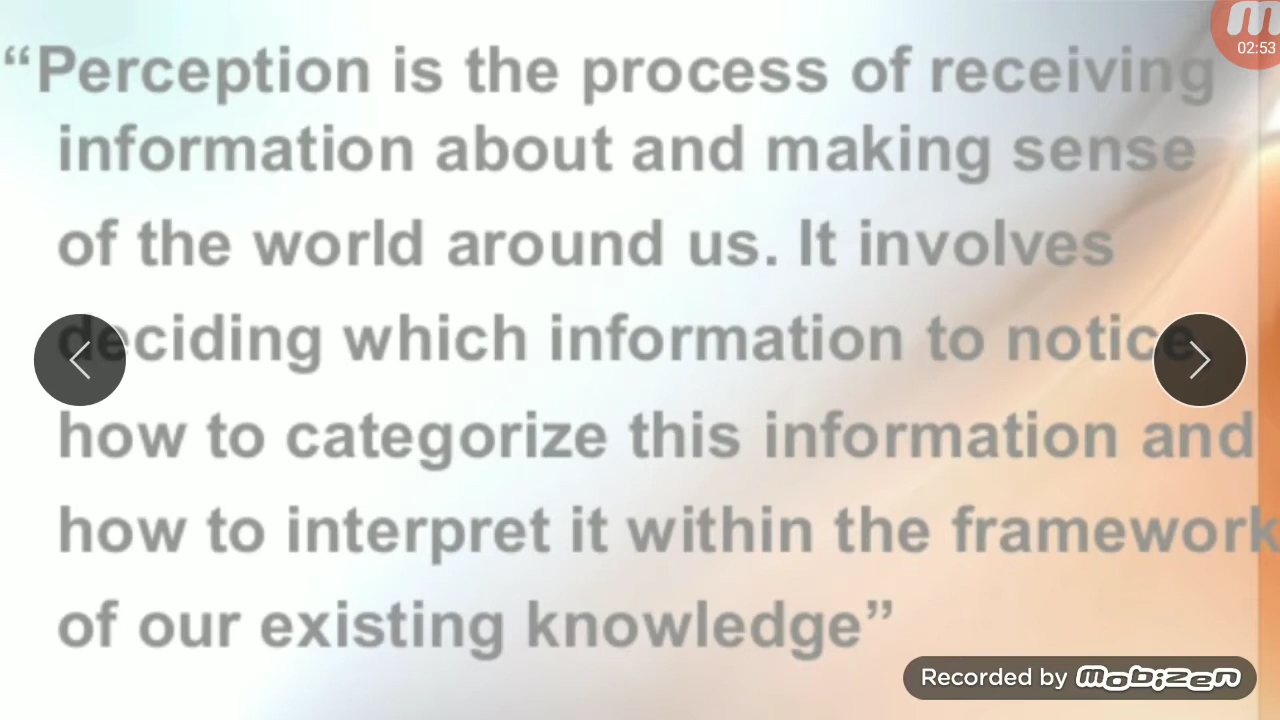 “Perception is the process of receiving
information about and making sense
of the world around us. It involves
deciding which information to notice
how to categorize this information and
how to interpret it within the framework
of our existing knowledge”
02:53
Recorded by mobizen